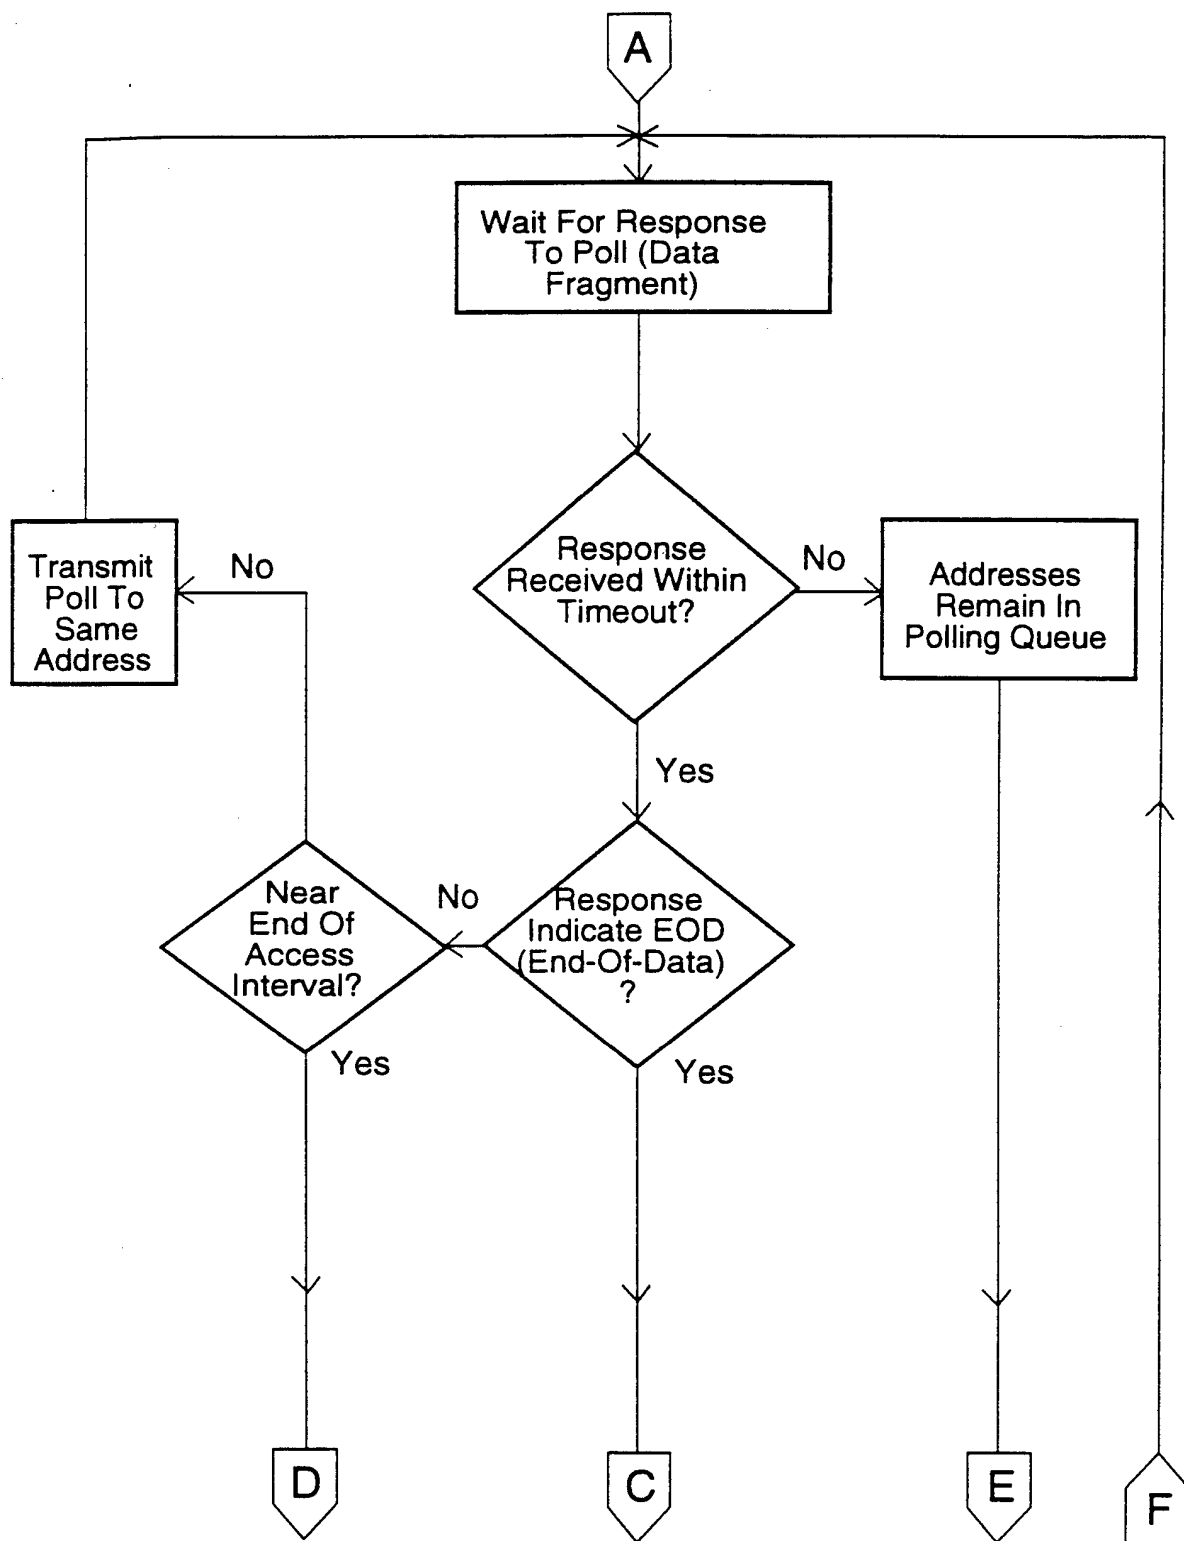 A
Wait For Response
To Poll (Data
Fragment)
Response
Received Within
Timeout?
No
Addresses
Remain In
Polling Queue
Transmit
Poll To
Same
Address
No
Yes
Near
End Of
Access
Interval?
No
Response
Indicate EOD
(End-Of-Data)
?
Yes
Yes
D
C
E
F